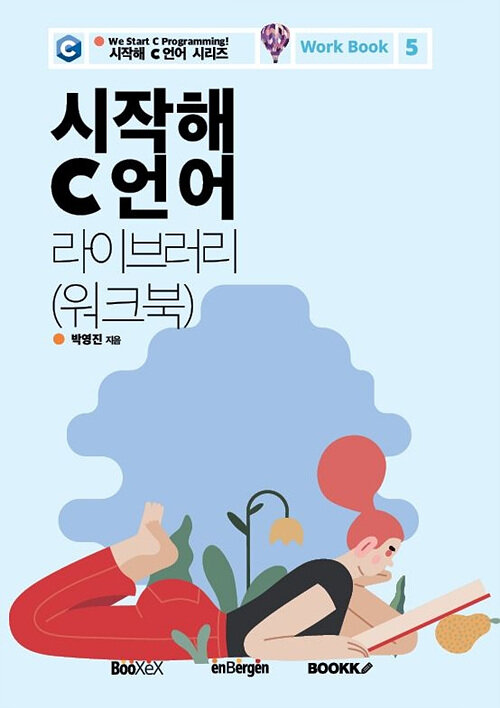 C
We Start C Programming!
시작해 C 언어 시리즈
Work Book 5
시작해
C 언어
라이브러리
(워크북)
박영진 지음
BooXeX
enBergen
BOOKK